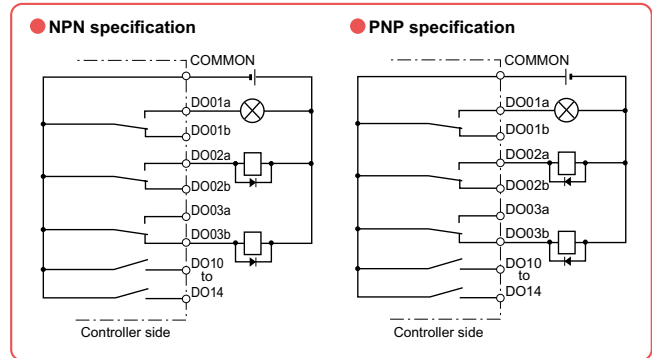 NPN specification
COMMON
DO01a
DO01b
DO02a
DO02b
DO03a
DO03b
DO10
to
DO14
Controller side
PNP specification
COMMON
DO01a
DO01b
DO02a
DO02b
DO03a
DO03b
DO10
to
DO14
Controller side